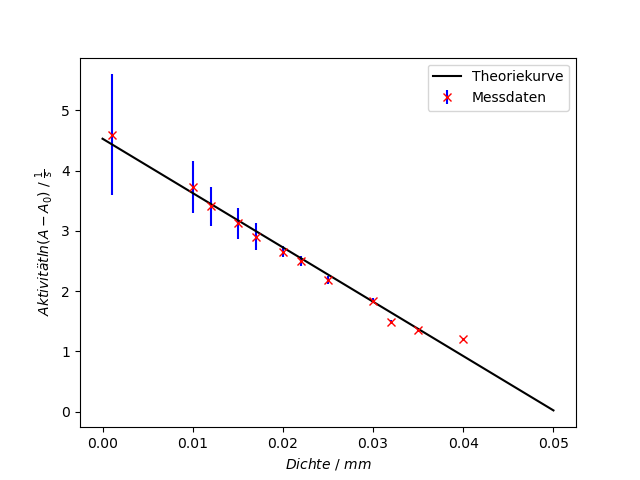 Theoriekurve
Messdaten
Aktivitätln(A − A₀) / 1/s
5
4
3
2
1
0
0.00 0.01 0.02 0.03 0.04 0.05
Dichte / mm